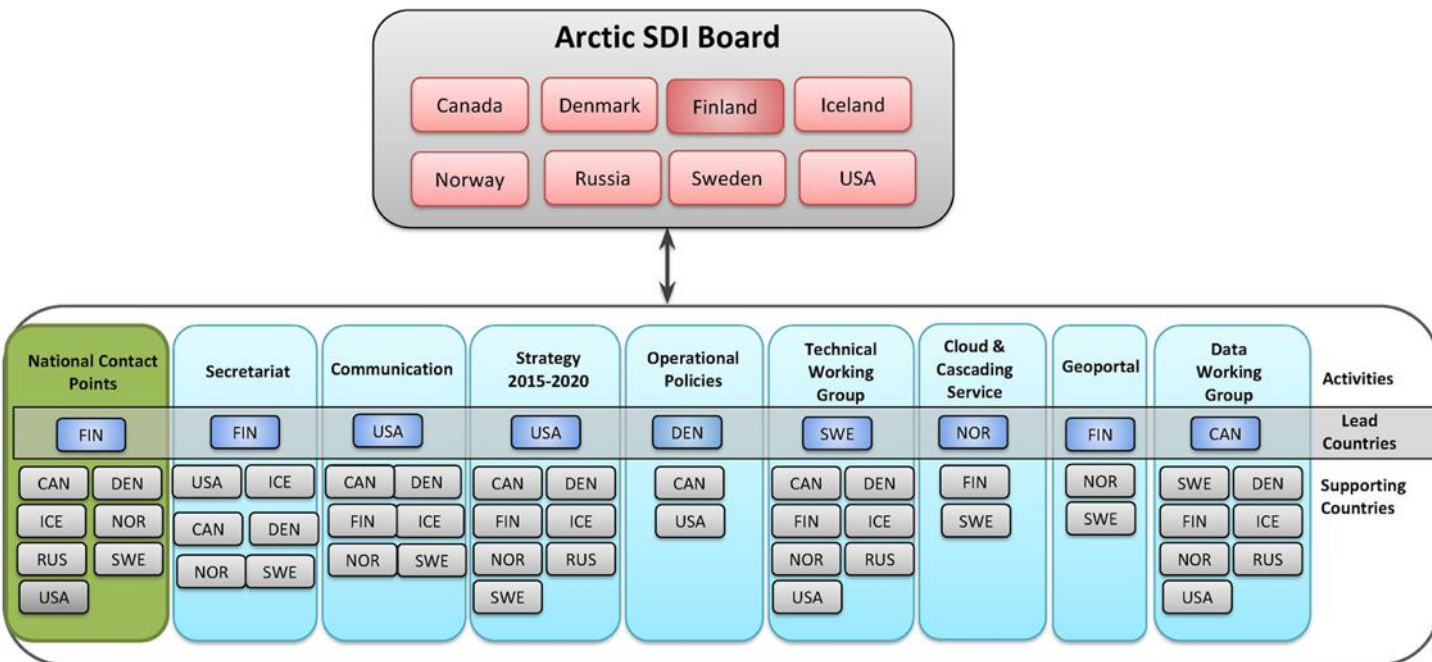 Arctic SDI Board
Canada
Denmark
Finland
Iceland
Norway
Russia
Sweden
USA
National Contact
Points
Secretariat
Communication
Strategy
2015-2020
Operational
Policies
Technical
Working
Group
Cloud &
Cascading
Service
Geoportal
Data
Working
Group
Activities
FIN
FIN
USA
USA
DEN
SWE
NOR
FIN
CAN
Lead
Countries
CAN DEN
ICE NOR
RUS SWE
USA
USA ICE
CAN DEN
NOR SWE
CAN DEN
FIN ICE
NOR SWE
CAN DEN
FIN ICE
NOR RUS
SWE
CAN
USA
CAN DEN
FIN ICE
NOR RUS
USA
FIN
SWE
NOR
SWE
SWE DEN
FIN ICE
NOR RUS
USA
Supporting
Countries